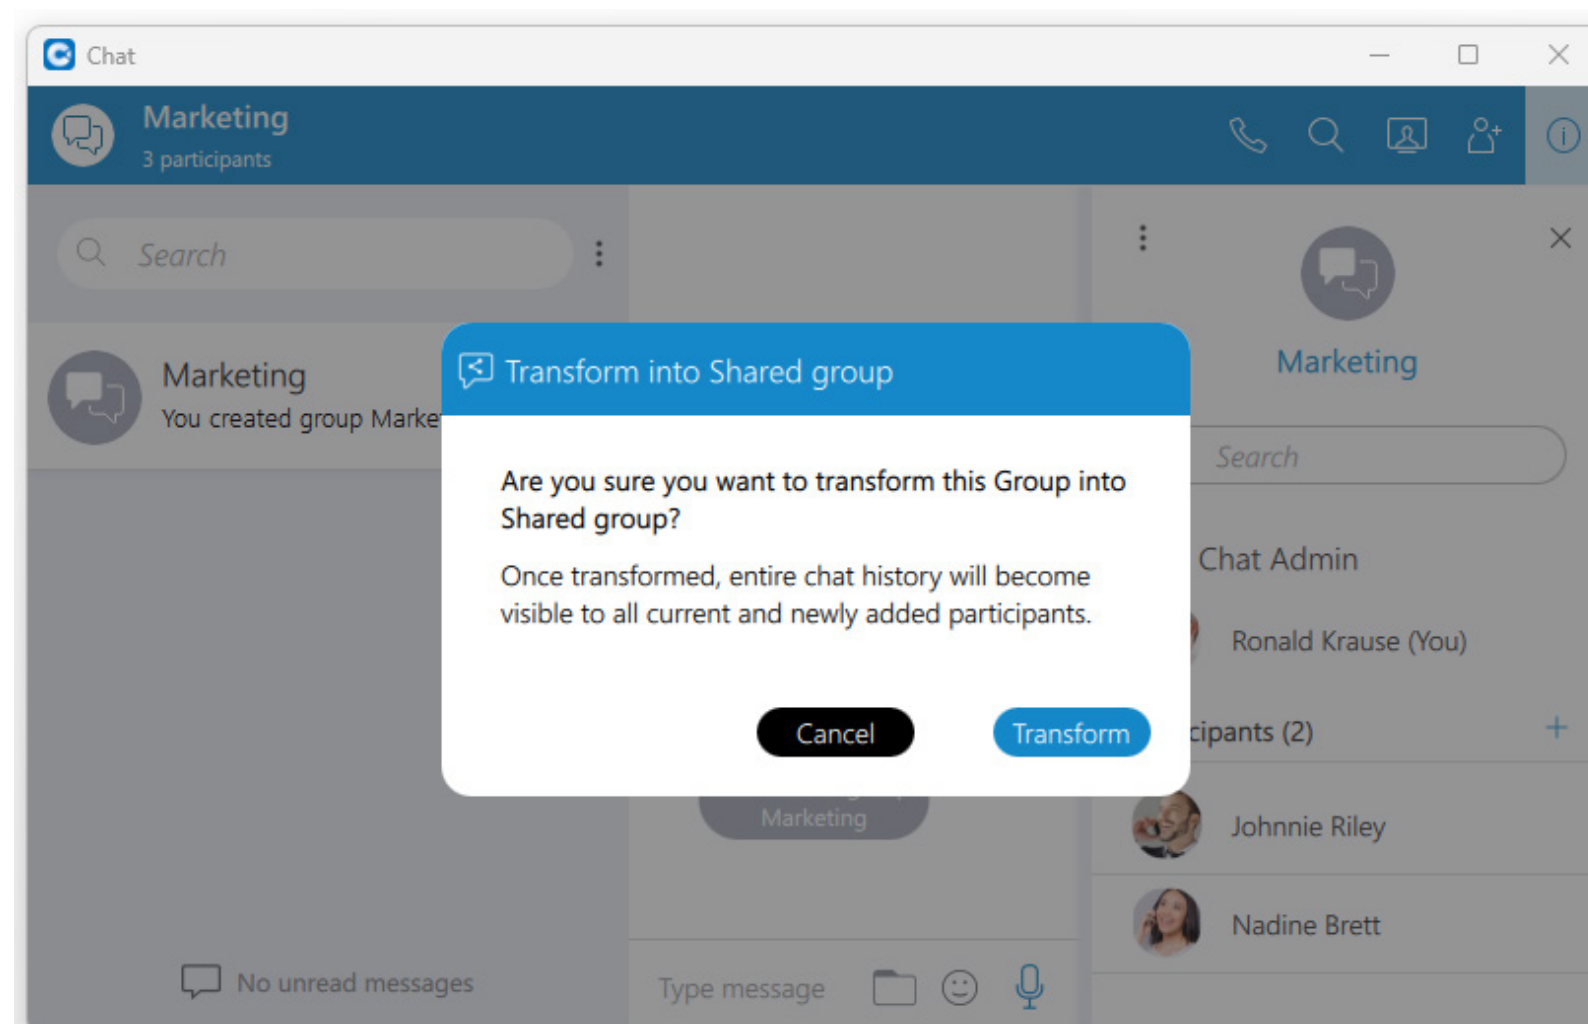 Chat
Marketing
3 participants
Search
Marketing
You created group Marke
Marketing
Search
Chat Admin
Ronald Krause (You)
cipants (2)
Johnnie Riley
Nadine Brett
Transform into Shared group
Are you sure you want to transform this Group into
Shared group?
Once transformed, entire chat history will become
visible to all current and newly added participants.
Cancel
Transform
Marketing
No unread messages
Type message